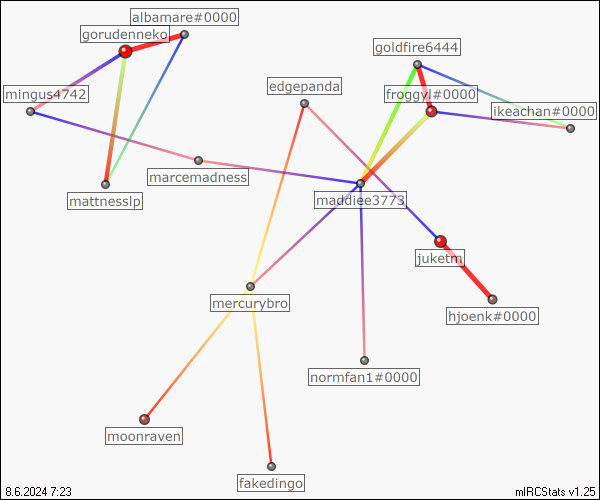 albamare#0000
gorudenneko
goldfire6444
edgepanda
mingus4742
froggyl#0000
ikeachan#0000
marcemadness
mattnesslp
maddiee3773
juketm
mercurybro
hjoenk#0000
normfan1#0000
moonraven
fakedingo
8.6.2024 7:23
mIRCStats v1.25